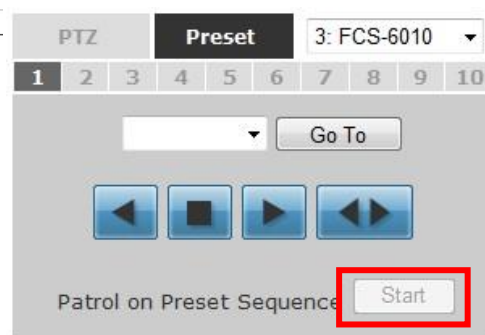 PTZ Preset 3: FCS-6010
1 2 3 4 5 6 7 8 9 10
Go To
Patrol on Preset Sequence Start